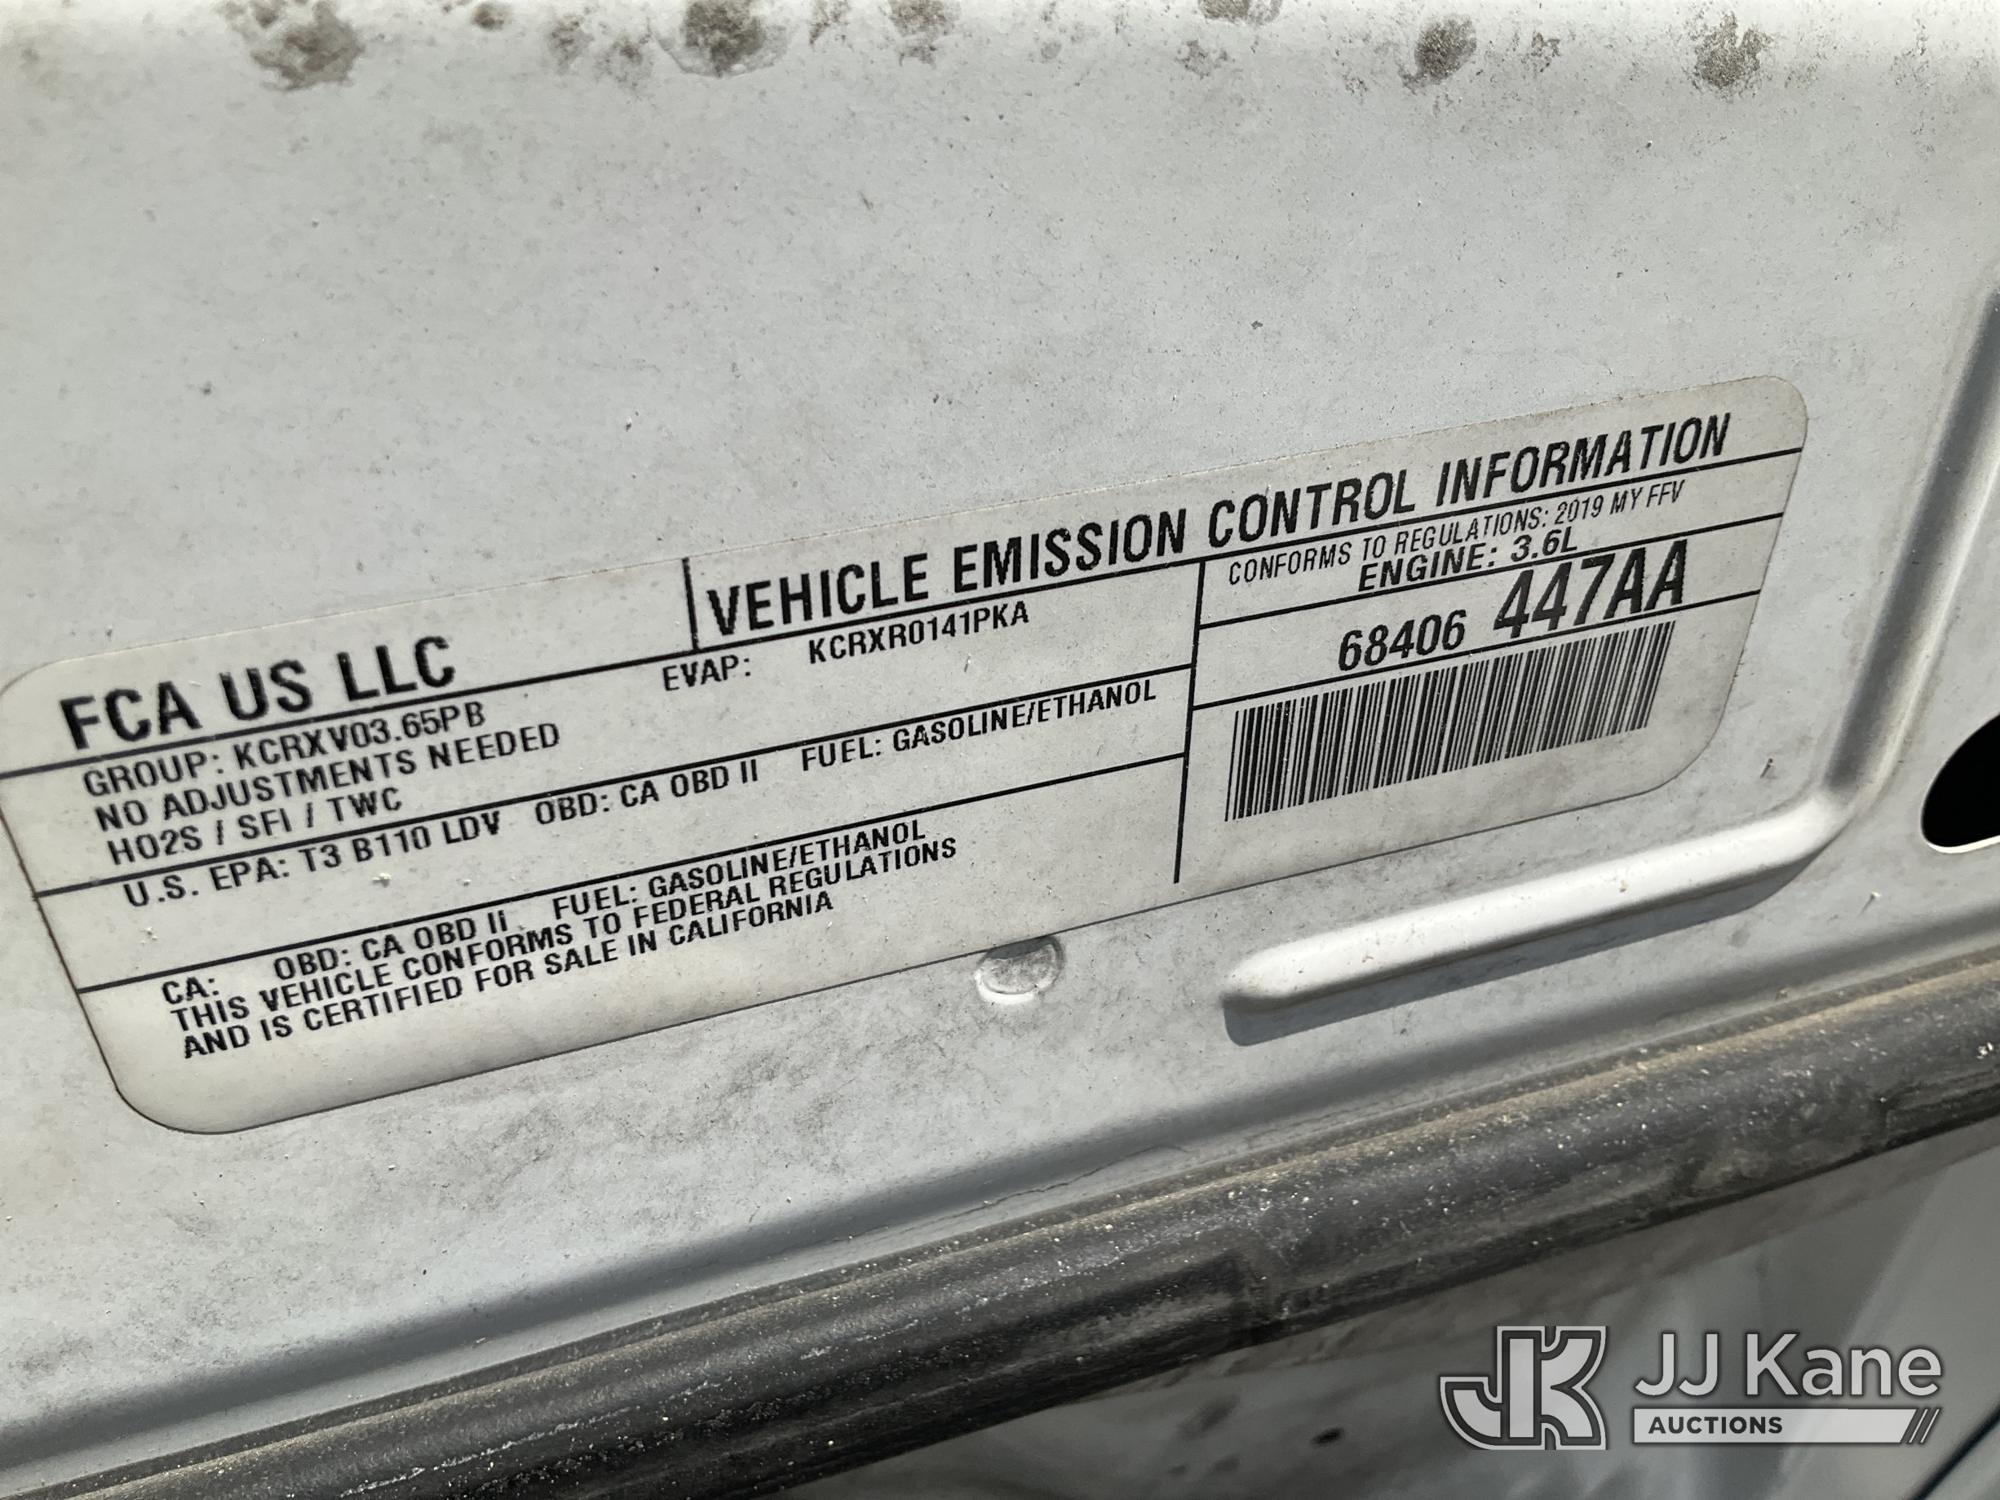 FCA US LLC
VEHICLE EMISSION CONTROL INFORMATION
GROUP: KCRXV03.65PB
EVAP: KCRXR0141PKA
NO ADJUSTMENTS NEEDED
HO2S / SFI / TWC
U.S. EPA: T3 B110 LDV OBD: CA OBD II FUEL: GASOLINE/ETHANOL
CA: OBD: CA OBD II FUEL: GASOLINE/ETHANOL
THIS VEHICLE CONFORMS TO FEDERAL REGULATIONS
AND IS CERTIFIED FOR SALE IN CALIFORNIA
CONFORMS TO REGULATIONS: 2019 MY FFV
ENGINE: 3.6L
68406 447AA
JK JJ Kane
AUCTIONS